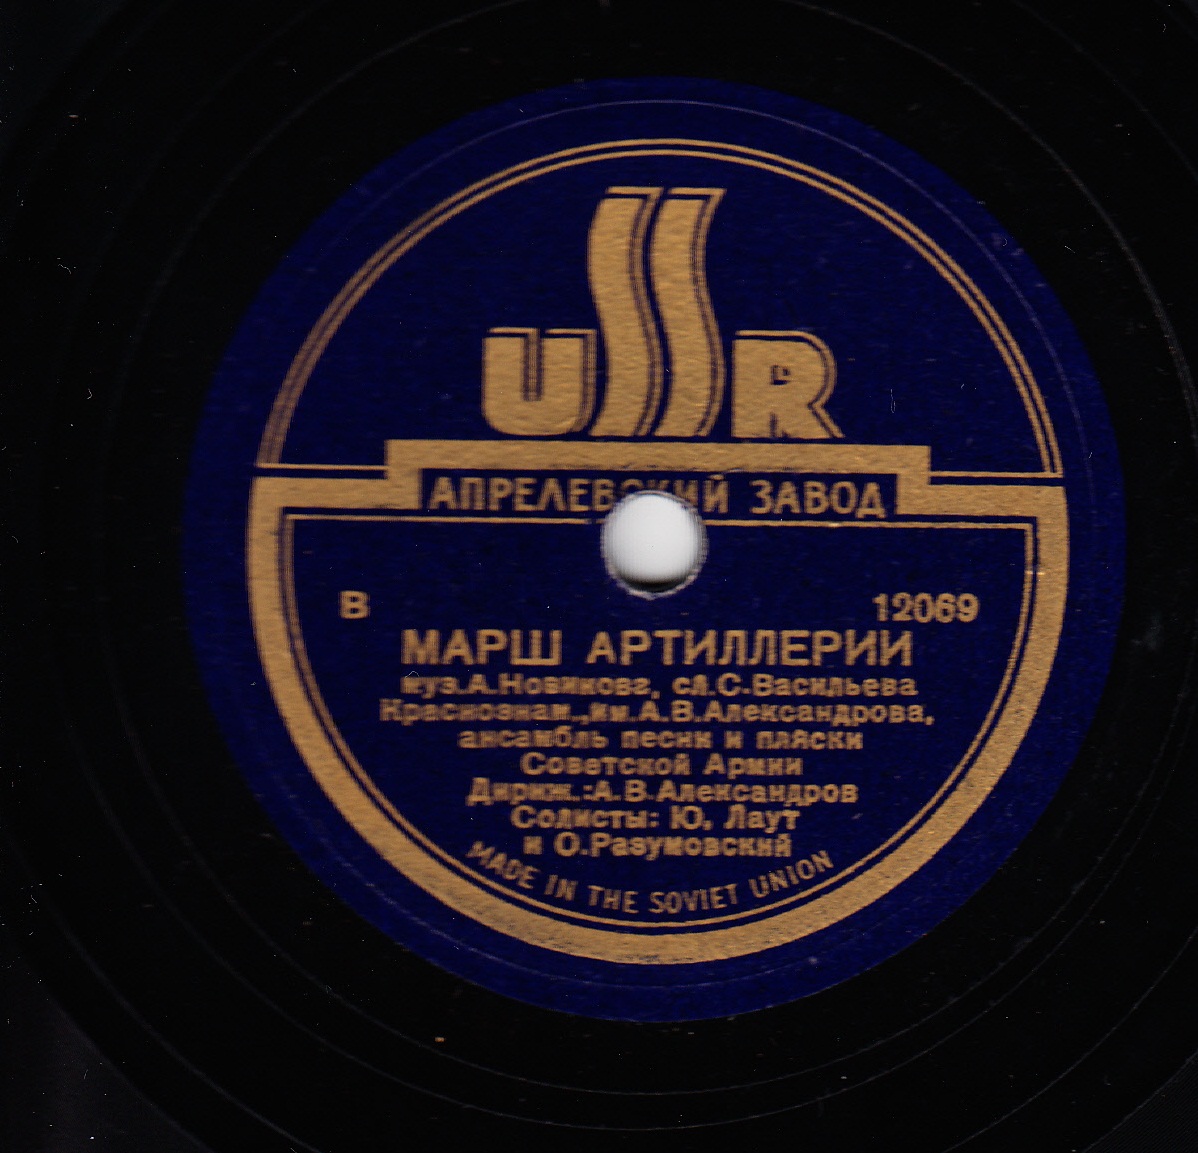 USSR
АПРЕЛЕВСКИЙ ЗАВОД
В 12069
МАРШ АРТИЛЛЕРИИ
муз.А.Новикова, сл.С.Васильева
Краснознам.,им.А.В.Александрова,
ансамбль песни и пляски
Советской Армии
Дириж.:А.В.Александров
Солисты: Ю. Лаут
и О.Разумовский
MADE IN THE SOVIET UNION